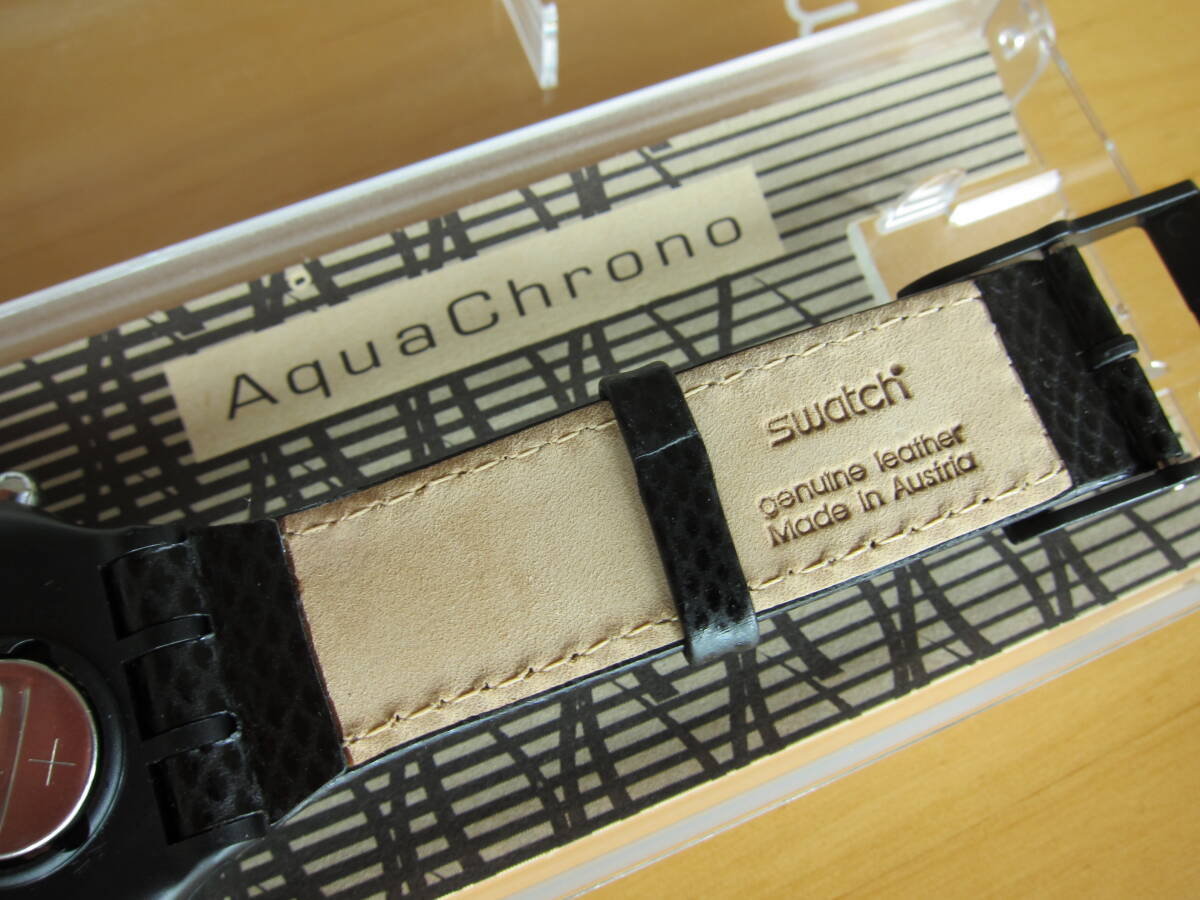 AquaChrono
swatch
genuine leather
Made in Austria
+